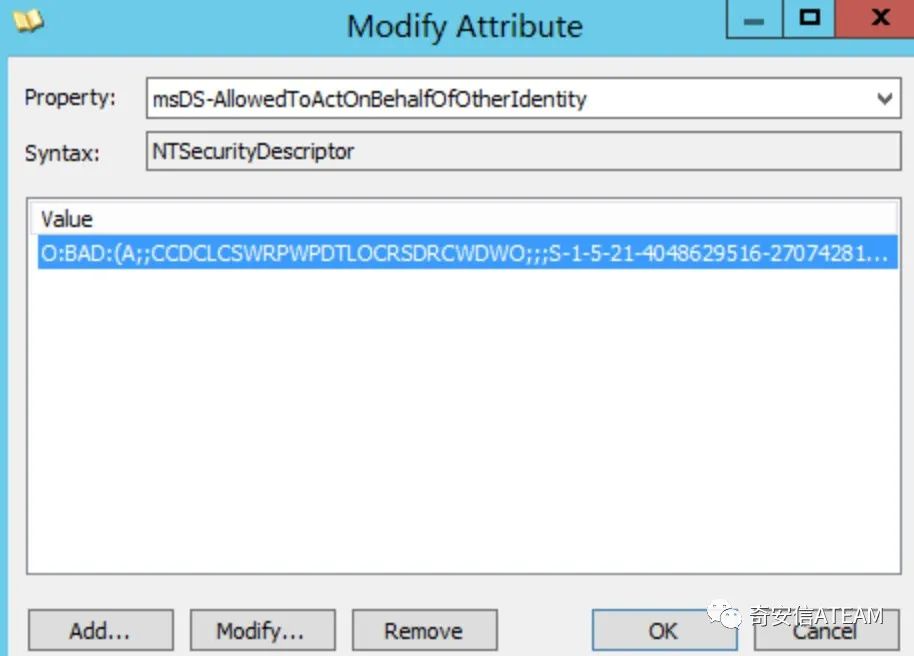 Modify Attribute
Property: msDS-AllowedToActOnBehalfOfOtherIdentity
Syntax: NTSecurityDescriptor
Value
O:BAD:(A;;CCDCLCSWRPWPDTLOCRSDRCWDWO;;;S-1-5-21-4048629516-27074281...
Add... Modify... Remove OK Cancel
奇安信ATEAM